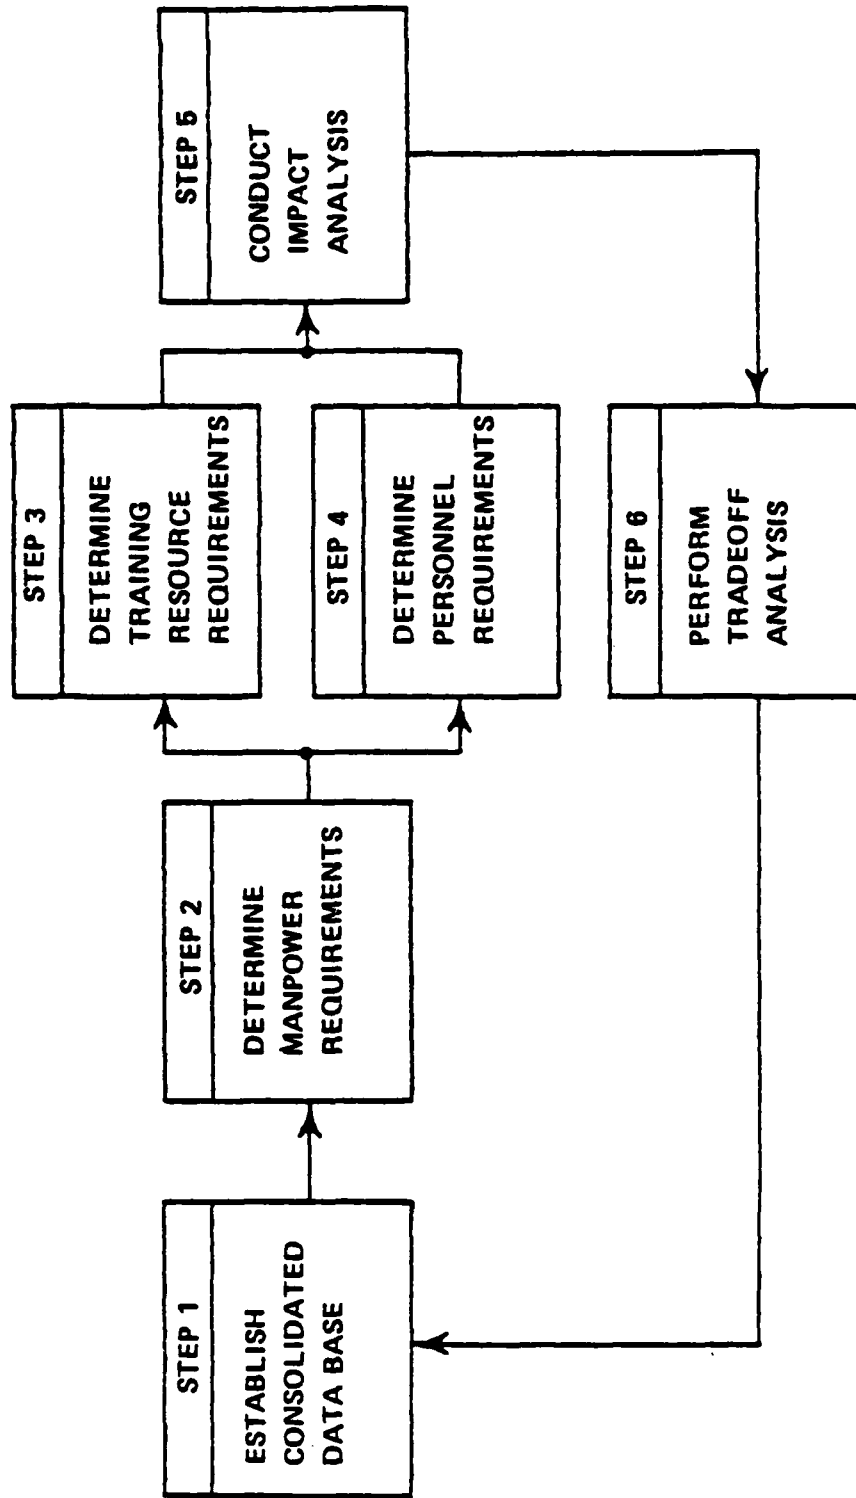 STEP 1
ESTABLISH
CONSOLIDATED
DATA BASE
STEP 2
DETERMINE
MANPOWER
REQUIREMENTS
STEP 3
DETERMINE
TRAINING
RESOURCE
REQUIREMENTS
STEP 4
DETERMINE
PERSONNEL
REQUIREMENTS
STEP 5
CONDUCT
IMPACT
ANALYSIS
STEP 6
PERFORM
TRADEOFF
ANALYSIS